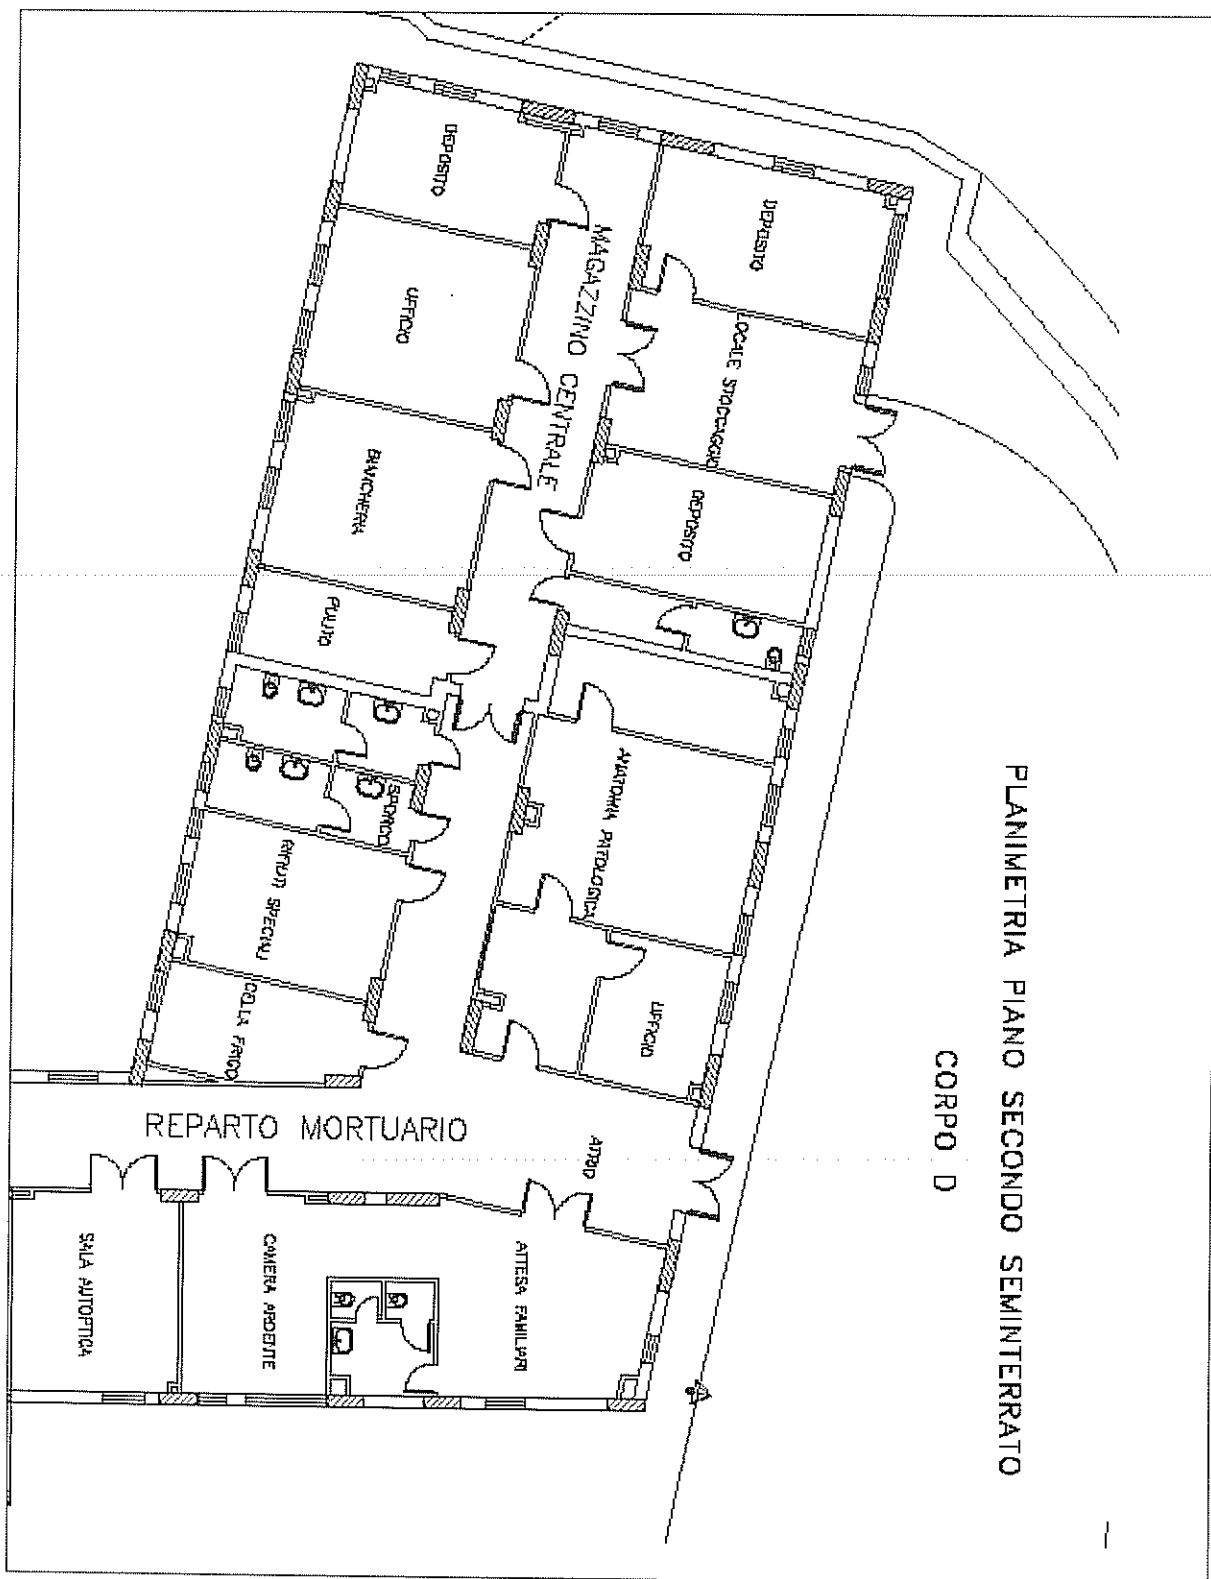 PLANIMETRIA PIANO SECONDO SEMINTERRATO
CORPO D
DEPOSITO
DEPOSITO
MAGAZZINO CENTRALE
UFFICIO
LOCALE STOCCAGGIO
BIANCHERIA
DEPOSITO
PULITO
SPORCO
ANATOMIA PATOLOGICA
RIFIUTI SPECIALI
UFFICIO
CELLA FRIGO
REPARTO MORTUARIO
ATRIO
SALA AUTOPTICA
CAMERA ARDENTE
ATTESA FAMILIARI